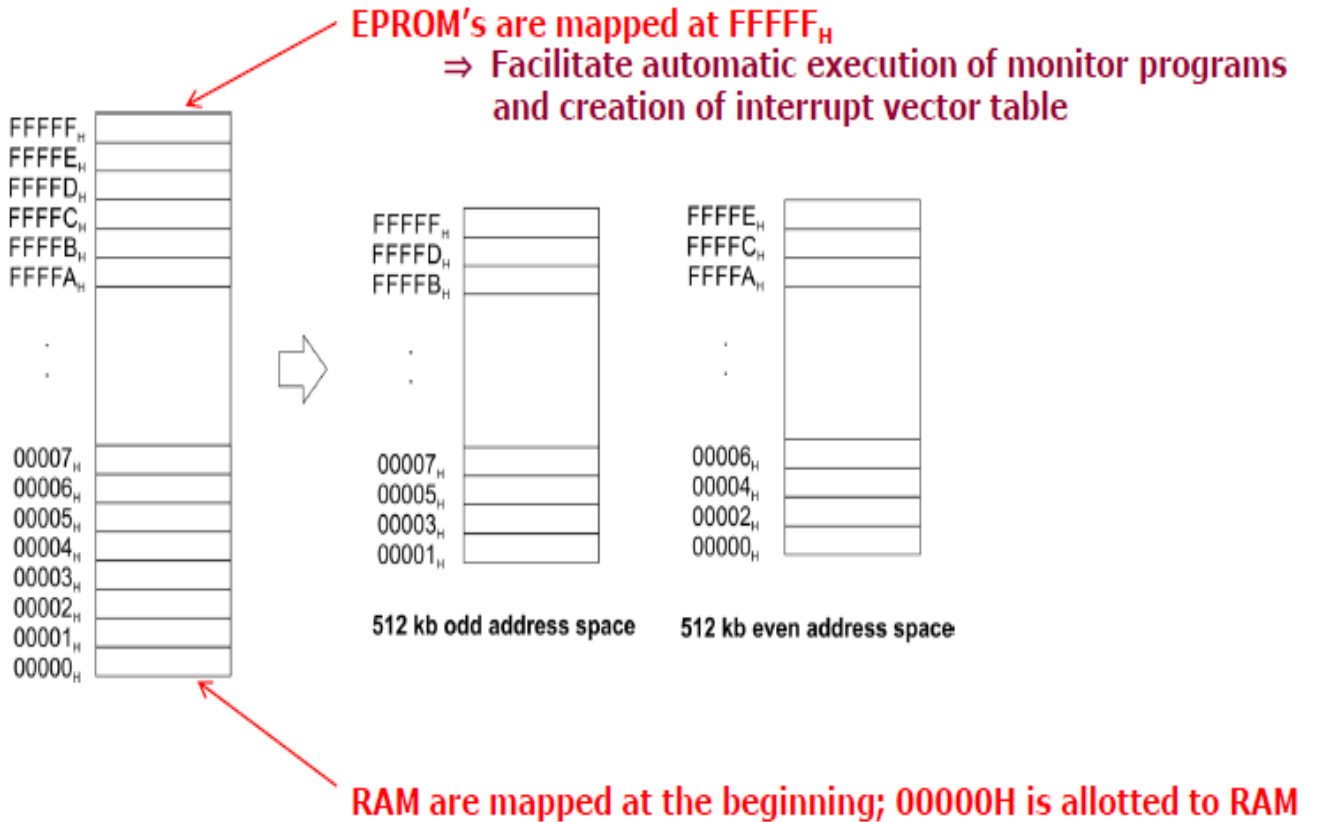 EPROM’s are mapped at FFFFFH
⇒ Facilitate automatic execution of monitor programs
and creation of interrupt vector table
FFFFFH
FFFFEH
FFFFDH
FFFFCH
FFFFBH
FFFFAH
.
.
00007H
00006H
00005H
00004H
00003H
00002H
00001H
00000H
FFFFFH
FFFFDH
FFFFBH
.
.
00007H
00005H
00003H
00001H
512 kb odd address space
FFFFEH
FFFFCH
FFFFAH
.
.
00006H
00004H
00002H
00000H
512 kb even address space
RAM are mapped at the beginning; 00000H is allotted to RAM